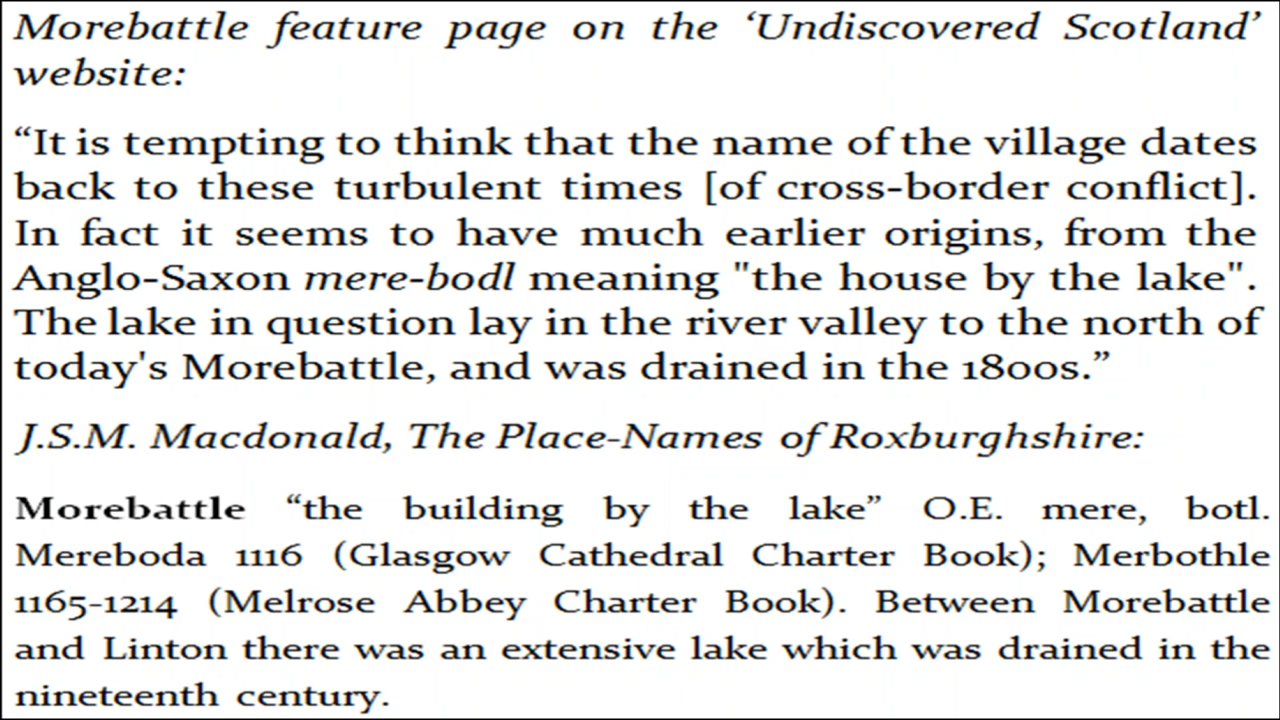 Morebattle feature page on the ‘Undiscovered Scotland’
website:
“It is tempting to think that the name of the village dates
back to these turbulent times [of cross-border conflict].
In fact it seems to have much earlier origins, from the
Anglo-Saxon mere-bodl meaning "the house by the lake".
The lake in question lay in the river valley to the north of
today's Morebattle, and was drained in the 1800s.”
J.S.M. Macdonald, The Place-Names of Roxburghshire:
Morebattle “the building by the lake” O.E. mere, botl.
Mereboda 1116 (Glasgow Cathedral Charter Book); Merbothle
1165-1214 (Melrose Abbey Charter Book). Between Morebattle
and Linton there was an extensive lake which was drained in the
nineteenth century.